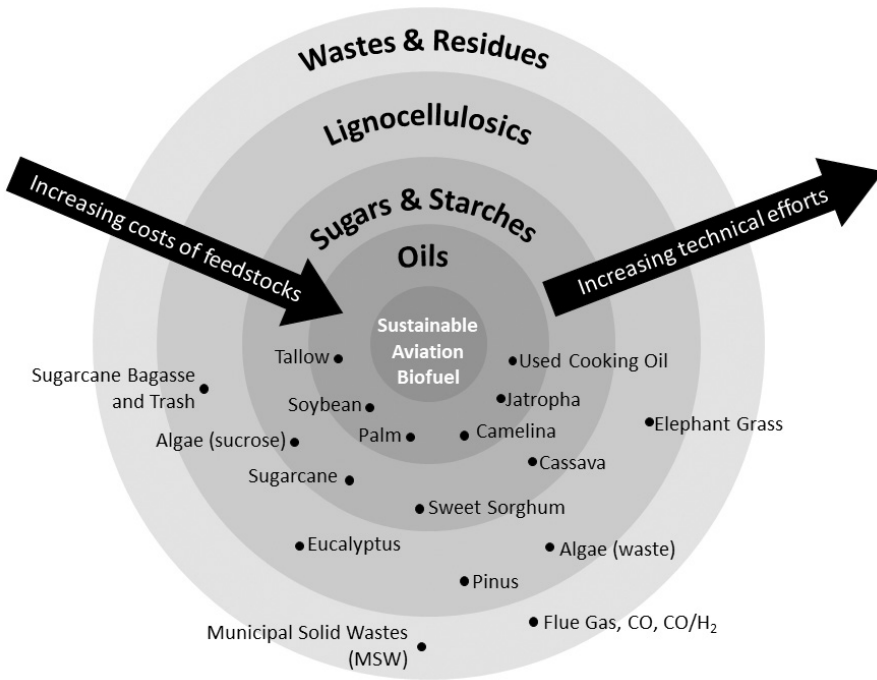 Wastes & Residues
Lignocellulosics
Sugars & Starches
Oils
Increasing costs of feedstocks
Increasing technical efforts
Sustainable
Aviation
Biofuel
Tallow
Used Cooking Oil
Sugarcane Bagasse
and Trash
Soybean
Jatropha
Algae (sucrose)
Palm
Camelina
Elephant Grass
Sugarcane
Cassava
Sweet Sorghum
Eucalyptus
Algae (waste)
Pinus
Municipal Solid Wastes
(MSW)
Flue Gas, CO, CO/H₂